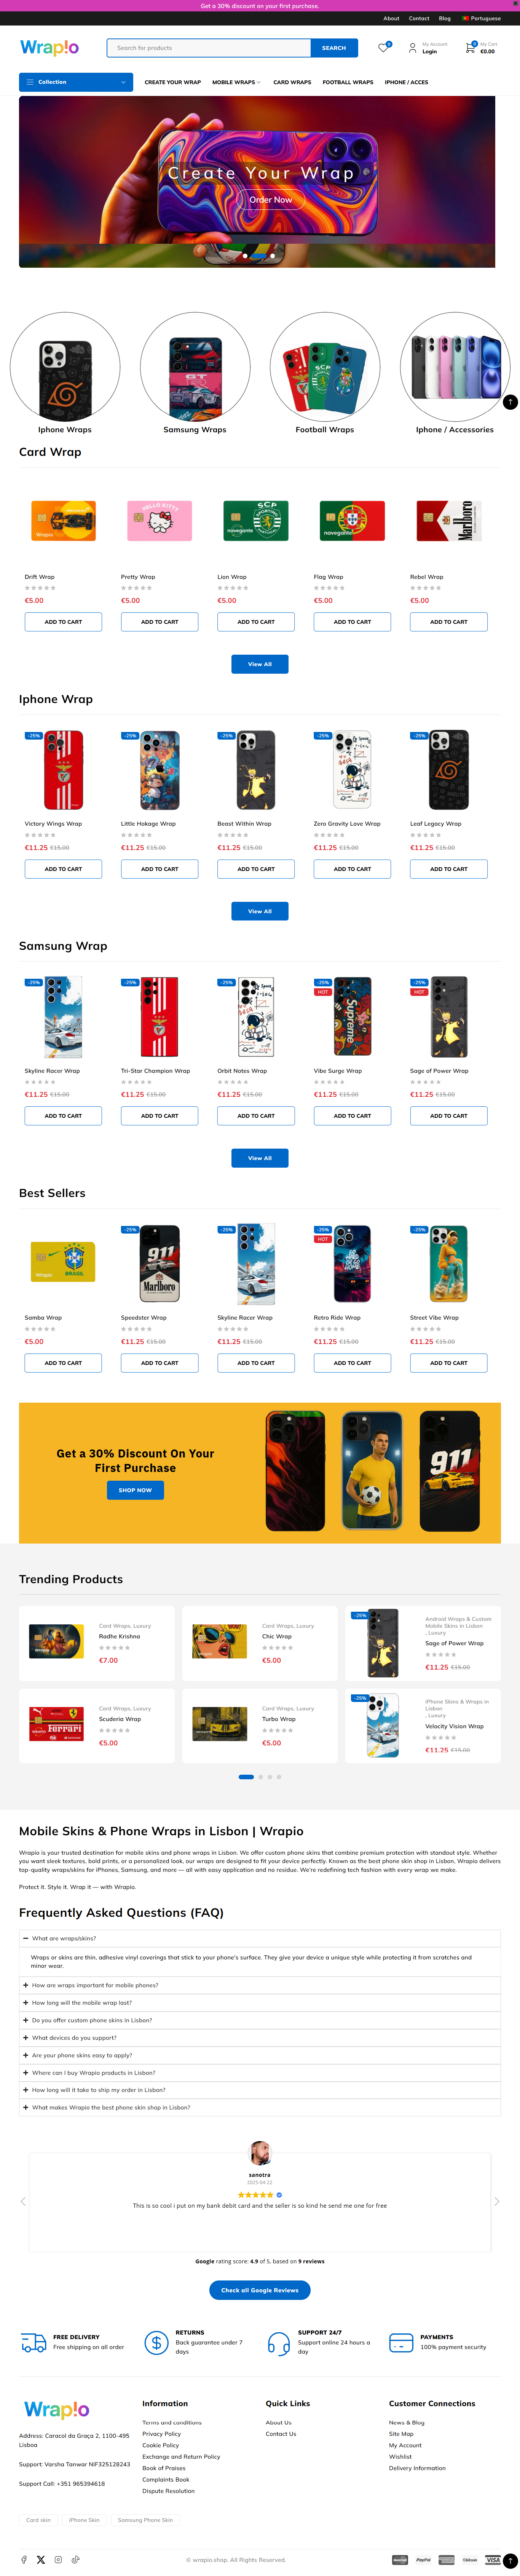 Get a 30% discount on your first purchase.
About Contact Blog Portuguese
Wrap!o
Search for products SEARCH
0 My Account Login 0 My Cart €0.00
Collection CREATE YOUR WRAP MOBILE WRAPS CARD WRAPS FOOTBALL WRAPS IPHONE / ACCES
Create Your Wrap
Order Now
Iphone Wraps Samsung Wraps Football Wraps Iphone / Accessories
Card Wrap
Drift Wrap Pretty Wrap Lion Wrap Flag Wrap Rebel Wrap
€5.00 €5.00 €5.00 €5.00 €5.00
ADD TO CART ADD TO CART ADD TO CART ADD TO CART ADD TO CART
View All
Iphone Wrap
-25% -25% -25% -25% -25%
Victory Wings Wrap Little Hokage Wrap Beast Within Wrap Zero Gravity Love Wrap Leaf Legacy Wrap
€11.25 €15.00 €11.25 €15.00 €11.25 €15.00 €11.25 €15.00 €11.25 €15.00
ADD TO CART ADD TO CART ADD TO CART ADD TO CART ADD TO CART
View All
Samsung Wrap
-25% -25% -25% -25% -25%
HOT HOT
Supreme
Skyline Racer Wrap Tri-Star Champion Wrap Orbit Notes Wrap Vibe Surge Wrap Sage of Power Wrap
€11.25 €15.00 €11.25 €15.00 €11.25 €15.00 €11.25 €15.00 €11.25 €15.00
ADD TO CART ADD TO CART ADD TO CART ADD TO CART ADD TO CART
View All
Best Sellers
-25% -25% -25% -25%
HOT
BRASIL
911
Marlboro
Samba Wrap Speedster Wrap Skyline Racer Wrap Retro Ride Wrap Street Vibe Wrap
€5.00 €11.25 €15.00 €11.25 €15.00 €11.25 €15.00 €11.25 €15.00
ADD TO CART ADD TO CART ADD TO CART ADD TO CART ADD TO CART
Get a 30% Discount On Your
First Purchase
SHOP NOW
911
Trending Products
Card Wraps, Luxury
Radhe Krishna
€7.00
Card Wraps, Luxury
Chic Wrap
€5.00
-25%
Android Wraps & Custom
Mobile Skins in Lisbon
, Luxury
Sage of Power Wrap
€11.25 €15.00
Card Wraps, Luxury
Scuderia Wrap
€5.00
Card Wraps, Luxury
Turbo Wrap
€5.00
-25%
iPhone Skins & Wraps in
Lisbon
, Luxury
Velocity Vision Wrap
€11.25 €15.00
Mobile Skins & Phone Wraps in Lisbon | Wrapio
Wrapio is your trusted destination for mobile skins and phone wraps in Lisbon. We offer custom phone skins that combine premium protection with standout style. Whether
you want sleek textures, bold prints, or a personalized look, our wraps are designed to fit your device perfectly. Known as the best phone skin shop in Lisbon, Wrapio delivers
top-quality wraps/skins for iPhones, Samsung, and more — all with easy application and no residue. We're redefining tech fashion with every wrap we make.
Protect it. Style it. Wrap it — with Wrapio.
Frequently Asked Questions (FAQ)
What are wraps/skins?
Wraps or skins are thin, adhesive vinyl coverings that stick to your phone's surface. They give your device a unique style while protecting it from scratches and
minor wear.
How are wraps important for mobile phones?
How long will the mobile wrap last?
Do you offer custom phone skins in Lisbon?
What devices do you support?
Are your phone skins easy to apply?
Where can I buy Wrapio products in Lisbon?
How long will it take to ship my order in Lisbon?
What makes Wrapio the best phone skin shop in Lisbon?
sanotra
2025-04-22
This is so cool i put on my bank debit card and the seller is so kind he send me one for free
Google rating score: 4.9 of 5, based on 9 reviews
Check all Google Reviews
FREE DELIVERY
Free shipping on all order
RETURNS
Back guarantee under 7
days
SUPPORT 24/7
Support online 24 hours a
day
PAYMENTS
100% payment security
Wrap!o
Address: Caracol da Graça 2, 1100-495
Lisboa
Support: Varsha Tanwar NIF325128243
Support Call: +351 965394618
Information
Terms and conditions
Privacy Policy
Cookie Policy
Exchange and Return Policy
Book of Praises
Complaints Book
Dispute Resolution
Quick Links
About Us
Contact Us
Customer Connections
News & Blog
Site Map
My Account
Wishlist
Delivery Information
Card skin iPhone Skin Samsung Phone Skin
© wrapio.shop. All Rights Reserved.
PayPal VISA